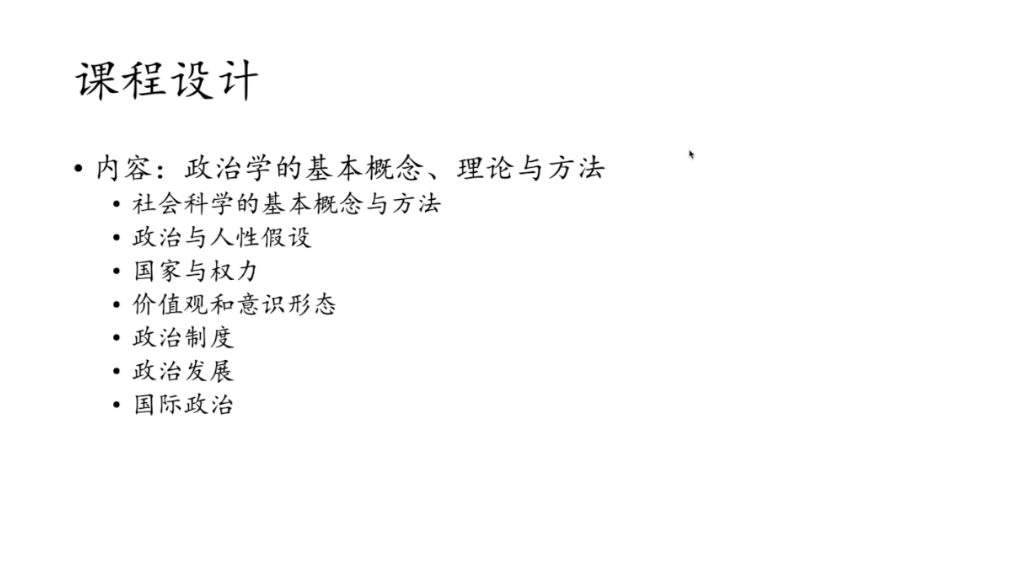 课程设计
• 内容：政治学的基本概念、理论与方法
• 社会科学的基本概念与方法
• 政治与人性假设
• 国家与权力
• 价值观和意识形态
• 政治制度
• 政治发展
• 国际政治